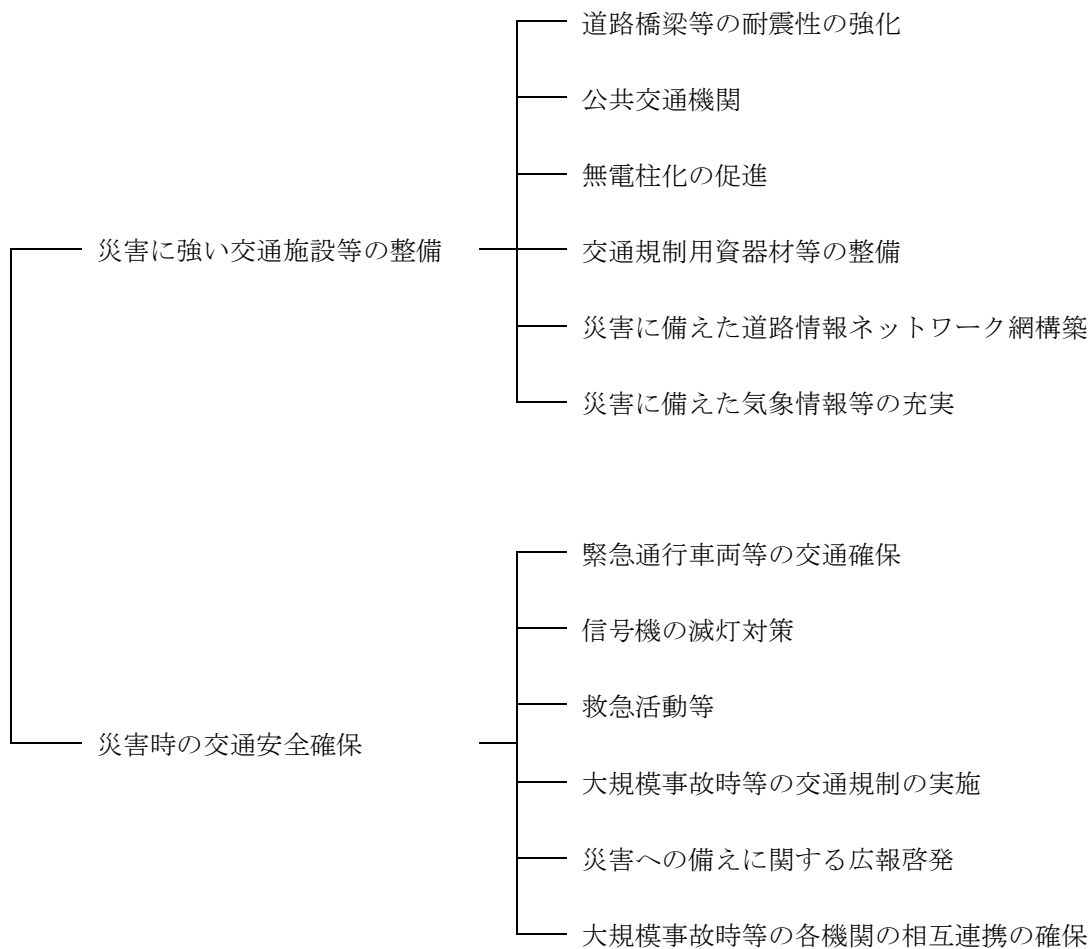 道路橋梁等の耐震性の強化
公共交通機関
無電柱化の促進
災害に強い交通施設等の整備
交通規制用資器材等の整備
災害に備えた道路情報ネットワーク網構築
災害に備えた気象情報等の充実
緊急通行車両等の交通確保
信号機の滅灯対策
救急活動等
災害時の交通安全確保
大規模事故時等の交通規制の実施
災害への備えに関する広報啓発
大規模事故時等の各機関の相互連携の確保